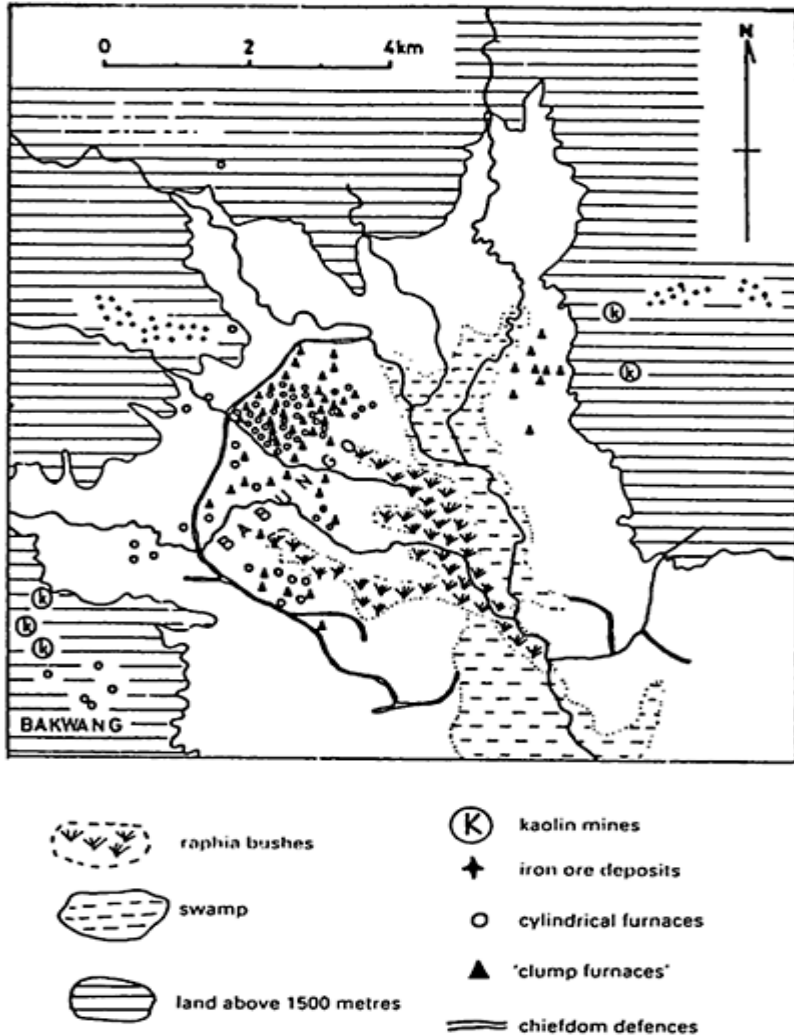 0 2 4km
N
k
k
BABUNGO
k
k
k
BAKWANG
raphia bushes
swamp
land above 1500 metres
K kaolin mines
iron ore deposits
cylindrical furnaces
'clump furnaces'
chiefdom defences